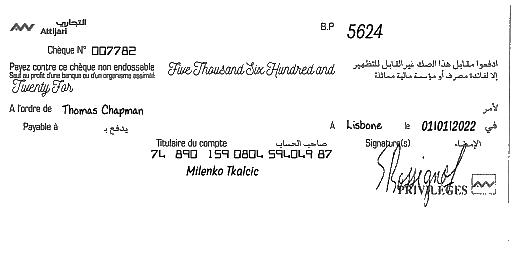 التجاري
Attijari
B.P 5624
Chèque N° 007782
Payez contre ce chèque non endossable Five Thousand Six Hundred and ادفعوا مقابل هذا الصك غير القابل للتظهير
Sauf au profit d'une banque ou d'un organisme assimilé إلا لفائدة مصرف أو مؤسسة مالية مماثلة
Twenty For
A l'ordre de Thomas Chapman لأمر
Payable à يدفع بـ A Lisbone le 01/01/2022 في
Titulaire du compte صاحب الحساب Signature(s) الإمضاء
74 890 159 0804 594049 87
Milenko Tkalcic
Rossignol
PRIVILÈGES